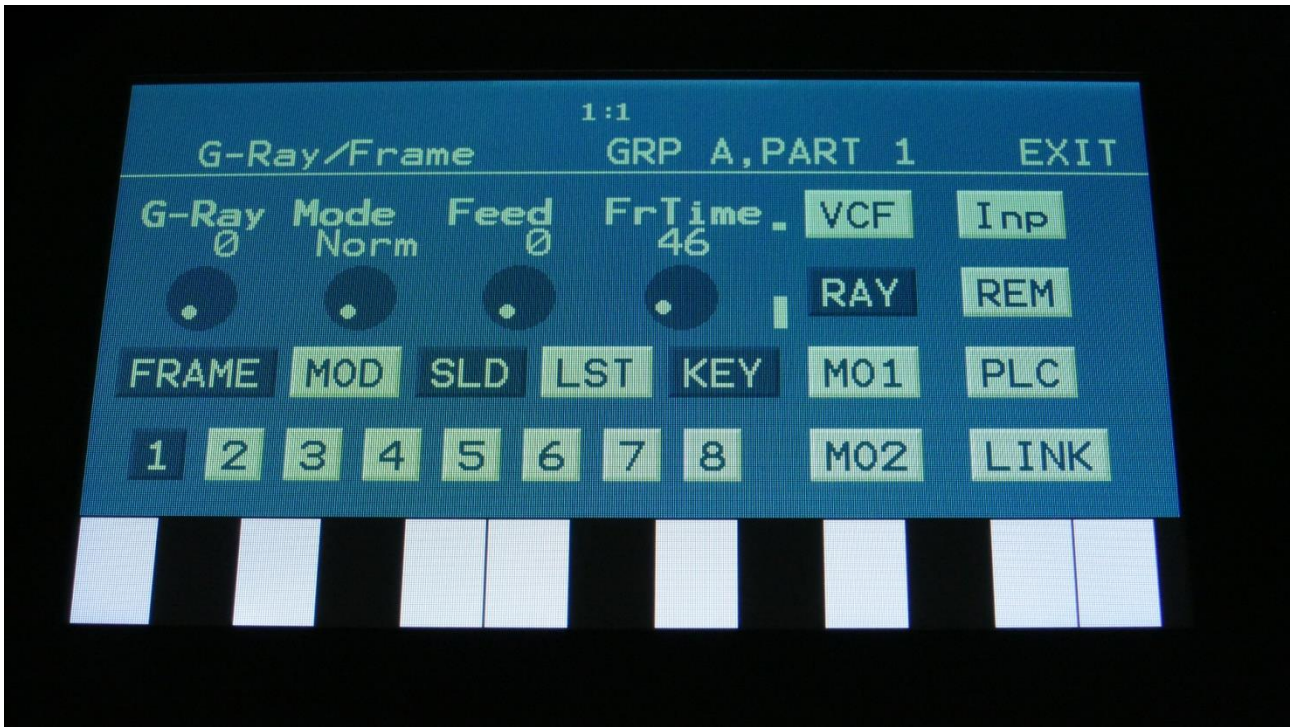 1:1
G-Ray/Frame GRP A,PART 1 EXIT
G-Ray Mode Feed FrTime VCF Inp
0 Norm 0 46
RAY REM
FRAME MOD SLD LST KEY MO1 PLC
1 2 3 4 5 6 7 8 MO2 LINK